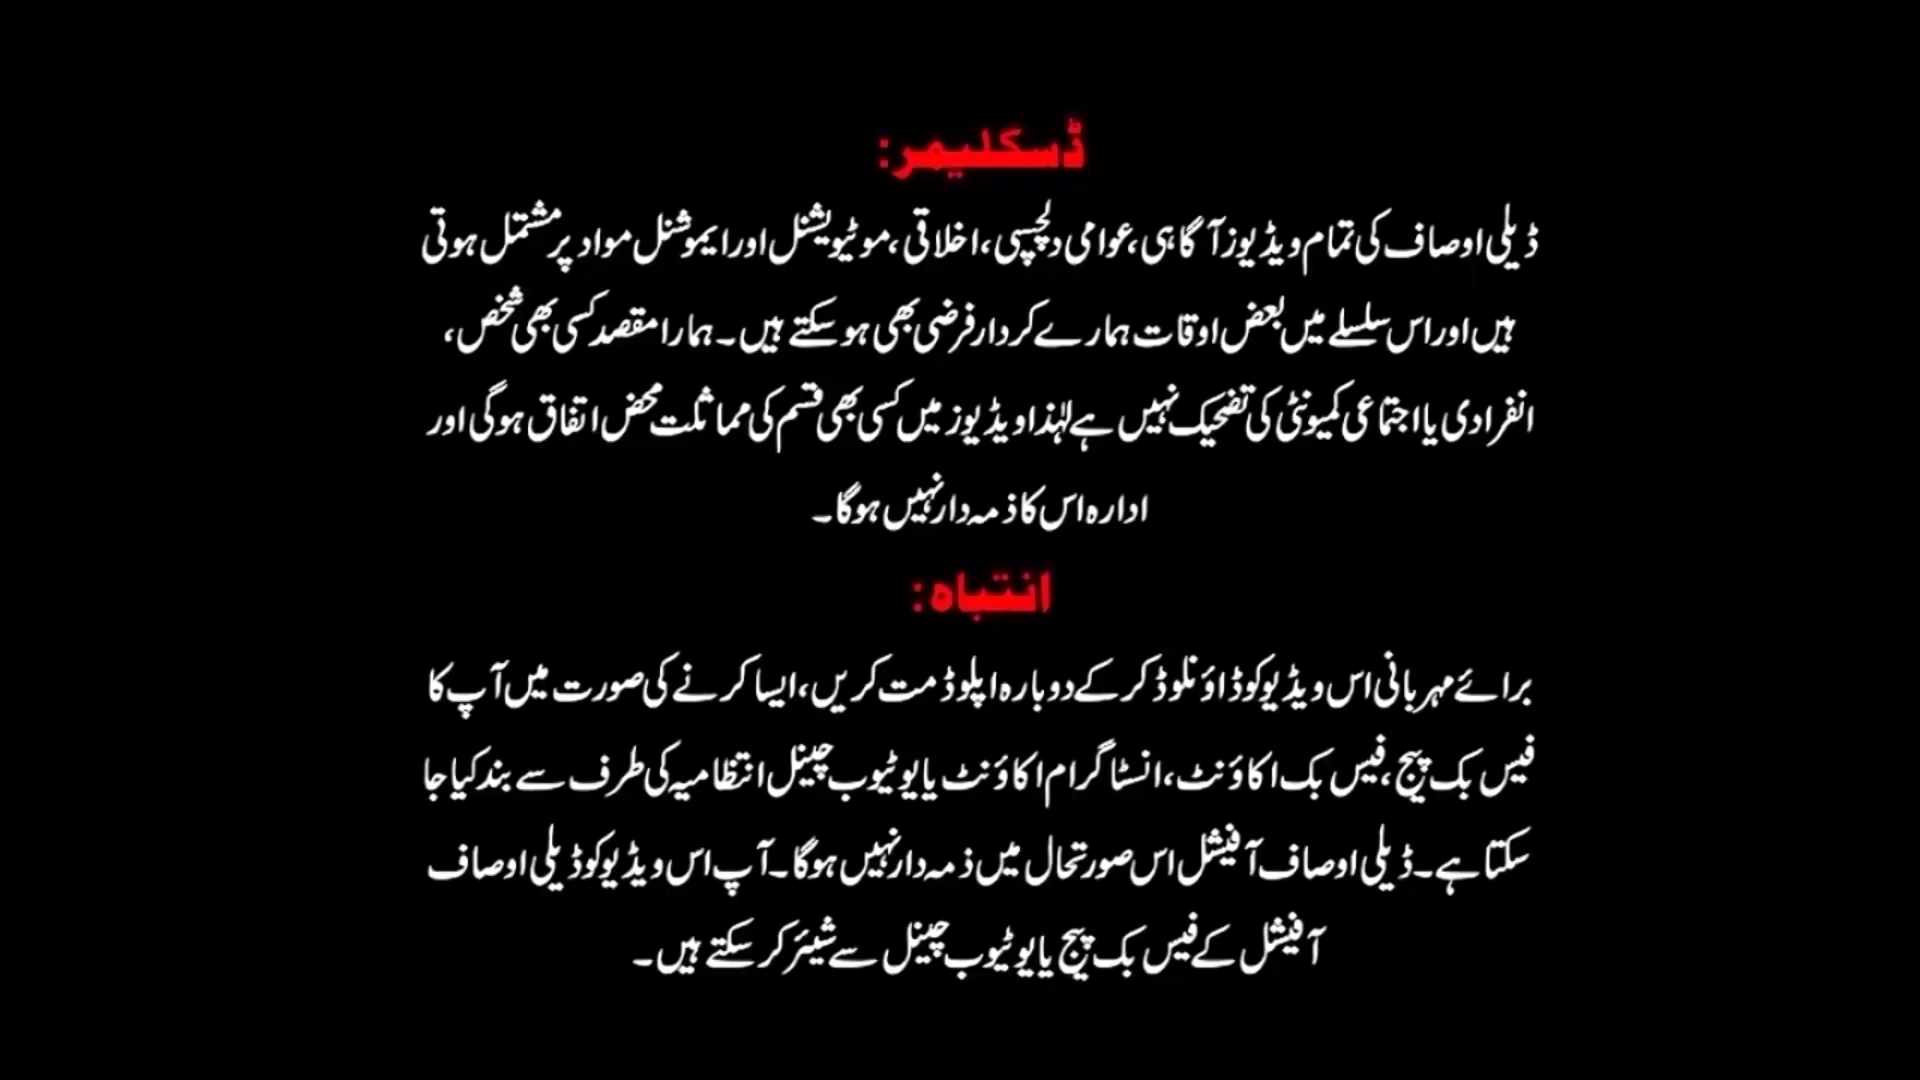 ڈسکلیمر:
ڈیلی اوصاف کی تمام ویڈیوز آگاہی، عوامی دلچسپی، اخلاقی، موٹیویشنل اور ایموشنل مواد پر مشتمل ہوتی
ہیں اور اس سلسلے میں بعض اوقات ہمارے کردار فرضی بھی ہو سکتے ہیں۔ ہمارا مقصد کسی بھی شخص،
انفرادی یا اجتماعی کمیونٹی کی تضحیک نہیں ہے لہٰذا ویڈیوز میں کسی بھی قسم کی مماثلت محض اتفاق ہوگی اور
ادارہ اس کا ذمہ دار نہیں ہوگا۔
انتباہ:
برائے مہربانی اس ویڈیو کو ڈاؤنلوڈ کر کے دوبارہ اپلوڈ مت کریں، ایسا کرنے کی صورت میں آپ کا
فیس بک پیج، فیس بک اکاؤنٹ، انسٹاگرام اکاؤنٹ یا یوٹیوب چینل انتظامیہ کی طرف سے بند کیا جا
سکتا ہے۔ ڈیلی اوصاف آفیشل اس صورتحال میں ذمہ دار نہیں ہوگا۔ آپ اس ویڈیو کو ڈیلی اوصاف
آفیشل کے فیس بک پیج یا یوٹیوب چینل سے شیئر کر سکتے ہیں۔